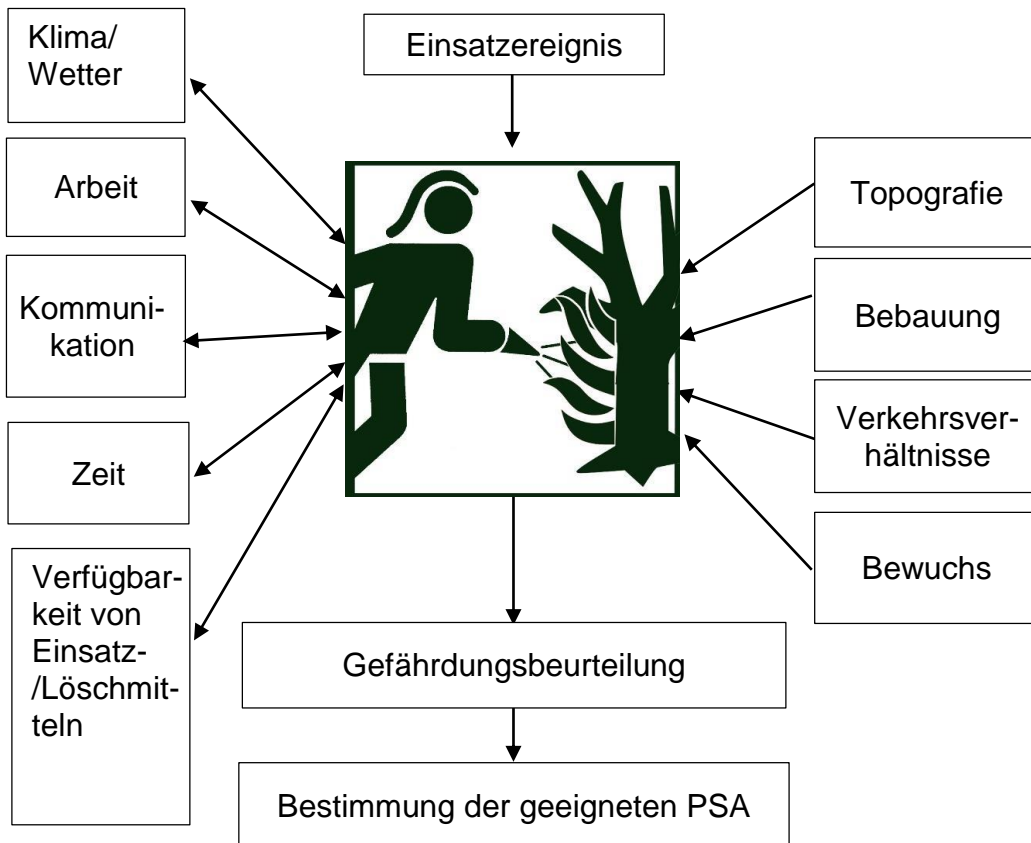 Klima/
Wetter
Einsatzereignis
Arbeit
Topografie
Kommuni-
kation
Bebauung
Verkehrsver-
hältnisse
Zeit
Bewuchs
Verfügbar-
keit von
Einsatz-
/Löschmit-
teln
Gefährdungsbeurteilung
Bestimmung der geeigneten PSA